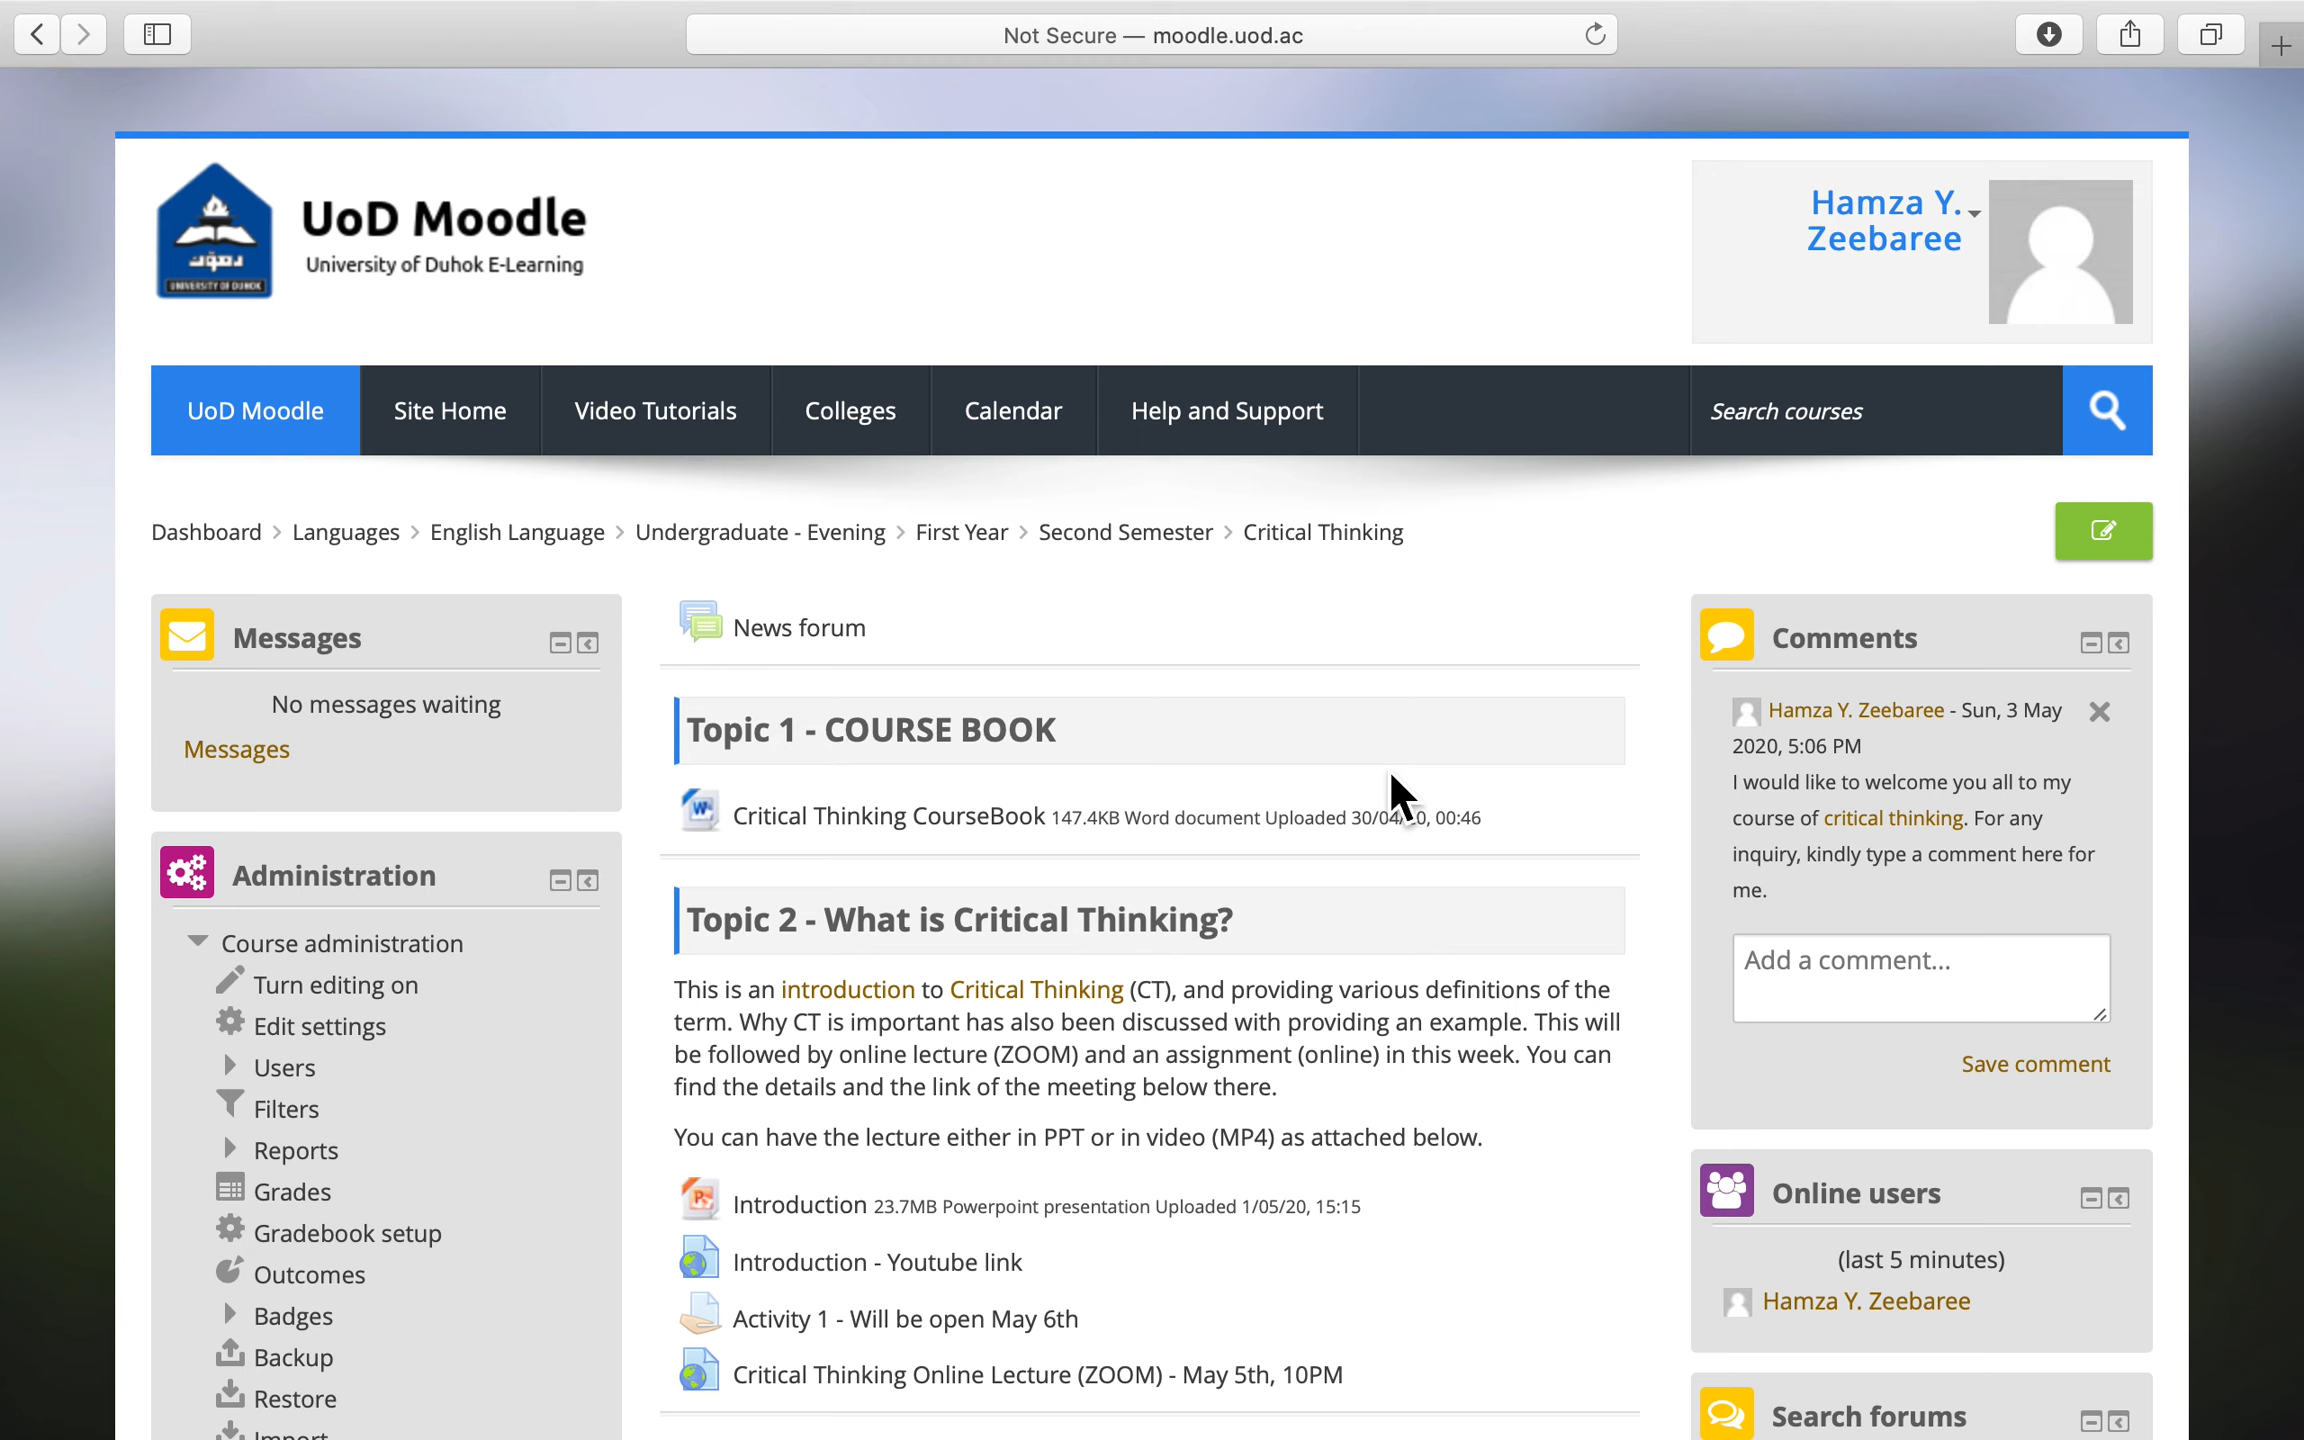 Not Secure — moodle.uod.ac
UoD Moodle
University of Duhok E-Learning
UNIVERSITY OF DUHOK
Hamza Y.
Zeebaree
UoD Moodle
Site Home
Video Tutorials
Colleges
Calendar
Help and Support
Search courses
Dashboard > Languages > English Language > Undergraduate - Evening > First Year > Second Semester > Critical Thinking
Messages
No messages waiting
Messages
Administration
Course administration
Turn editing on
Edit settings
Users
Filters
Reports
Grades
Gradebook setup
Outcomes
Badges
Backup
Restore
Import
News forum
Topic 1 - COURSE BOOK
Critical Thinking CourseBook 147.4KB Word document Uploaded 00:46
Topic 2 - What is Critical Thinking?
This is an introduction to Critical Thinking (CT), and providing various definitions of the
term. Why CT is important has also been discussed with providing an example. This will
be followed by online lecture (ZOOM) and an assignment (online) in this week. You can
find the details and the link of the meeting below there.
You can have the lecture either in PPT or in video (MP4) as attached below.
Introduction 23.7MB Powerpoint presentation Uploaded 1/05/20, 15:15
Introduction - Youtube link
Activity 1 - Will be open May 6th
Critical Thinking Online Lecture (ZOOM) - May 5th, 10PM
Comments
Hamza Y. Zeebaree - Sun, 3 May
2020, 5:06 PM
I would like to welcome you all to my
course of critical thinking. For any
inquiry, kindly type a comment here for
me.
Add a comment...
Save comment
Online users
(last 5 minutes)
Hamza Y. Zeebaree
Search forums